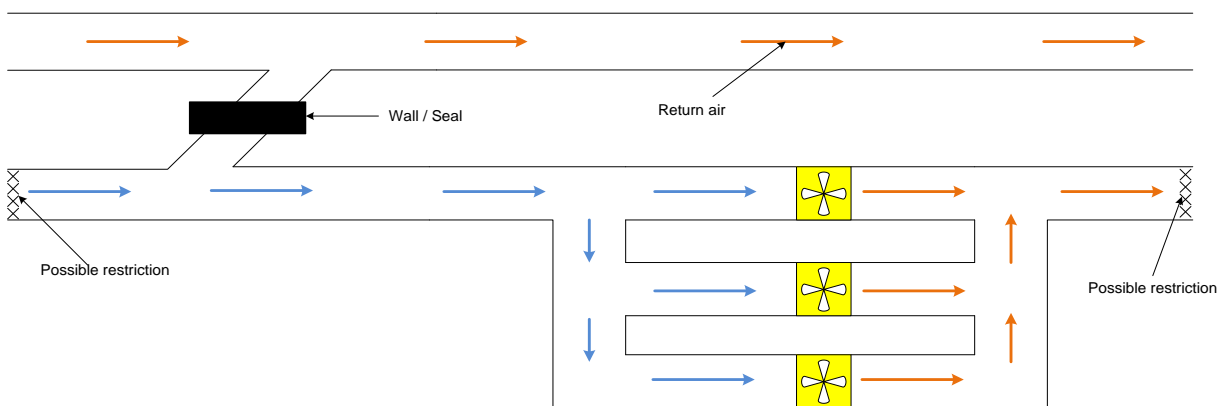 Return air
Wall / Seal
Possible restriction
Possible restriction